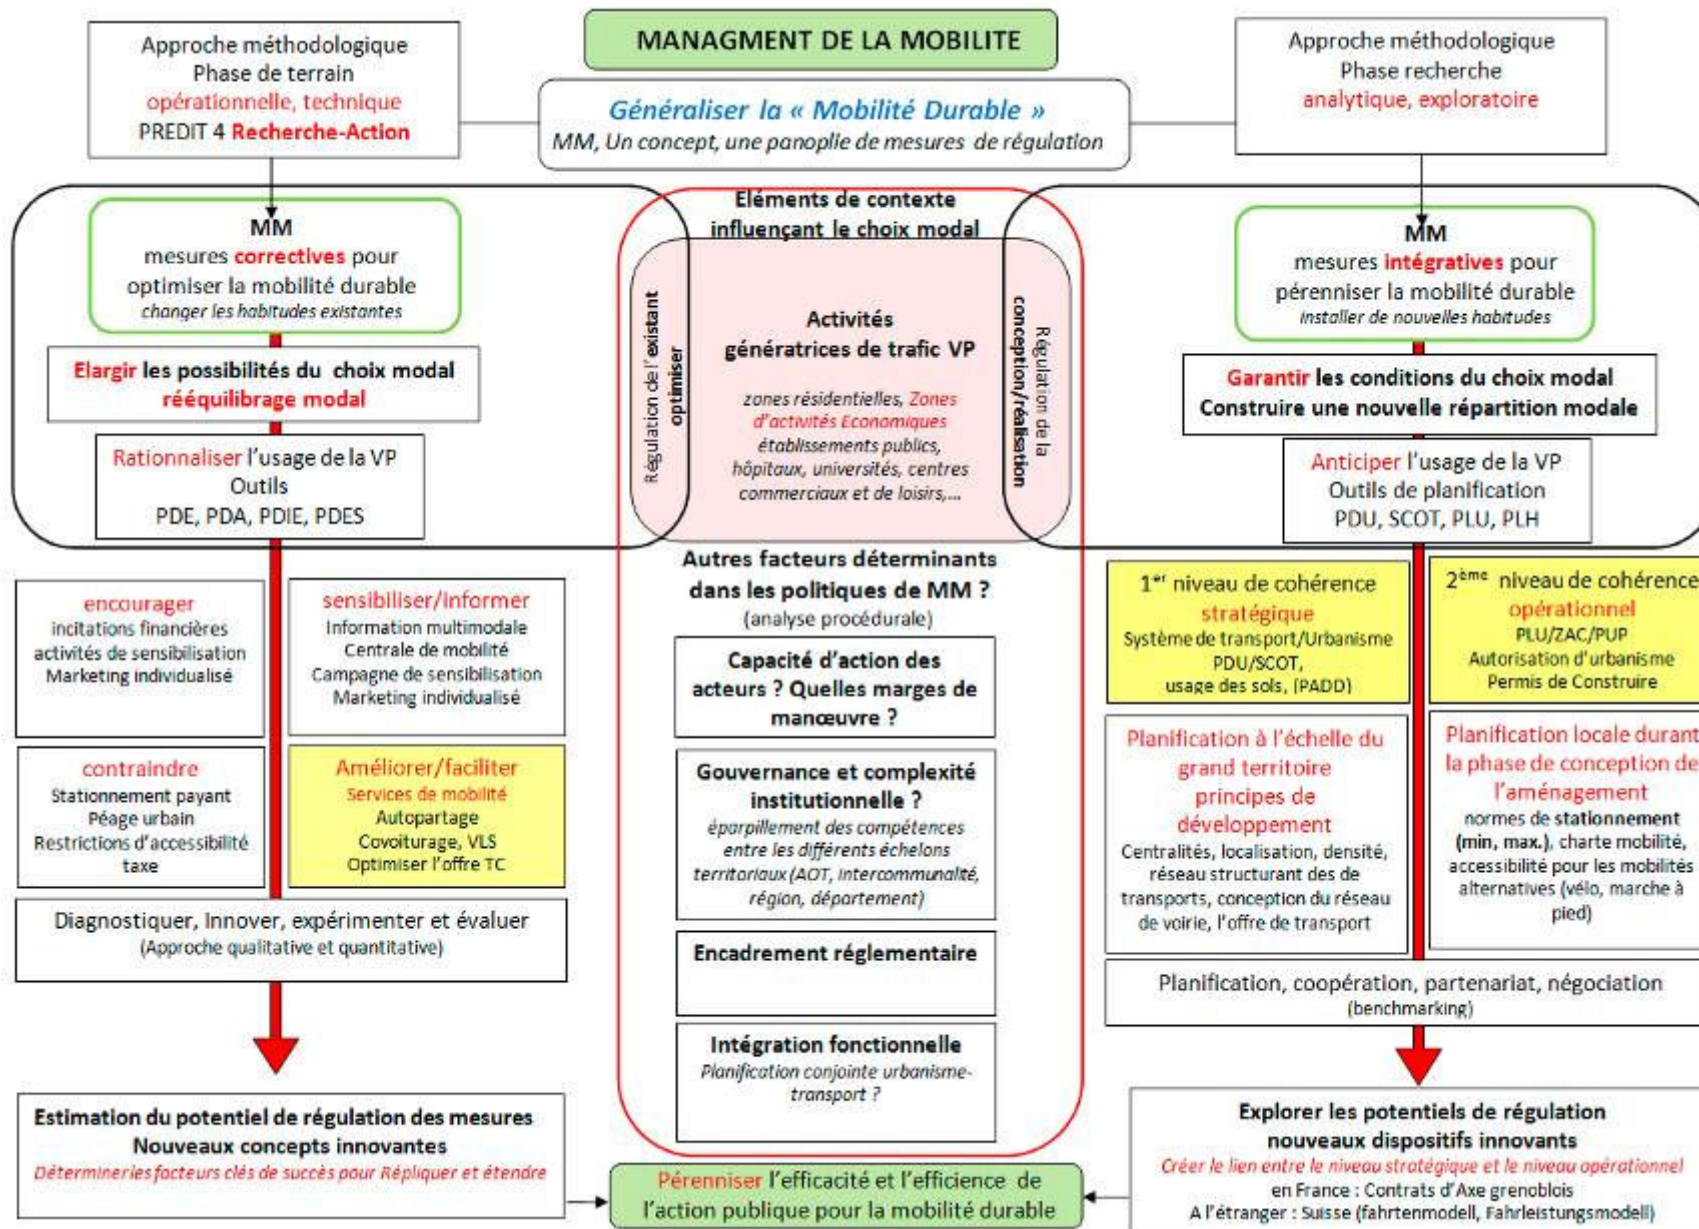 MANAGMENT DE LA MOBILITE
Généraliser la « Mobilité Durable »
MM, Un concept, une panoplie de mesures de régulation
Approche méthodologique
Phase de terrain
opérationnelle, technique
PREDIT 4 Recherche-Action
Approche méthodologique
Phase recherche
analytique, exploratoire
MM
mesures correctives pour
optimiser la mobilité durable
changer les habitudes existantes
Elargir les possibilités du choix modal
rééquilibrage modal
Rationnaliser l'usage de la VP
Outils
PDE, PDA, PDIE, PDES
encourager
incitations financières
activités de sensibilisation
Marketing individualisé
sensibiliser/informer
Information multimodale
Centrale de mobilité
Campagne de sensibilisation
Marketing individualisé
contraindre
Stationnement payant
Péage urbain
Restrictions d'accessibilité
taxe
Améliorer/faciliter
Services de mobilité
Autopartage
Covoiturage, VLS
Optimiser l'offre TC
Diagnostiquer, Innover, expérimenter et évaluer
(Approche qualitative et quantitative)
Estimation du potentiel de régulation des mesures
Nouveaux concepts innovantes
Déterminerles facteurs clés de succès pour Répliquer et étendre
Eléments de contexte
influençant le choix modal
Régulation de l'existant
optimiser
Activités
génératrices de trafic VP
zones résidentielles, Zones
d'activités Economiques
établissements publics,
hôpitaux, universités, centres
commerciaux et de loisirs,...
Régulation de la
conception/réalisation
Autres facteurs déterminants
dans les politiques de MM ?
(analyse procédurale)
Capacité d'action des
acteurs ? Quelles marges de
manœuvre ?
Gouvernance et complexité
institutionnelle ?
éparpillement des compétences
entre les différents échelons
territoriaux (AOT, intercommunalité,
région, département)
Encadrement réglementaire
Intégration fonctionnelle
Planification conjointe urbanisme-
transport ?
Pérenniser l'efficacité et l'efficience de
l'action publique pour la mobilité durable
MM
mesures intégratives pour
pérenniser la mobilité durable
installer de nouvelles habitudes
Garantir les conditions du choix modal
Construire une nouvelle répartition modale
Anticiper l'usage de la VP
Outils de planification
PDU, SCOT, PLU, PLH
1er niveau de cohérence
stratégique
Système de transport/Urbanisme
PDU/SCOT,
usage des sols, (PADD)
2ème niveau de cohérence
opérationnel
PLU/ZAC/PUP
Autorisation d'urbanisme
Permis de Construire
Planification à l'échelle du
grand territoire
principes de
développement
Centralités, localisation, densité,
réseau structurant des de
transports, conception du réseau
de voirie, l'offre de transport
Planification locale durant
la phase de conception de
l'aménagement
normes de stationnement
(min, max.), charte mobilité,
accessibilité pour les mobilités
alternatives (vélo, marche à
pied)
Planification, coopération, partenariat, négociation
(benchmarking)
Explorer les potentiels de régulation
nouveaux dispositifs innovants
Créer le lien entre le niveau stratégique et le niveau opérationnel
en France : Contrats d'Axe grenoblois
A l'étranger : Suisse (fahrtenmodell, Fahrleistungsmodell)